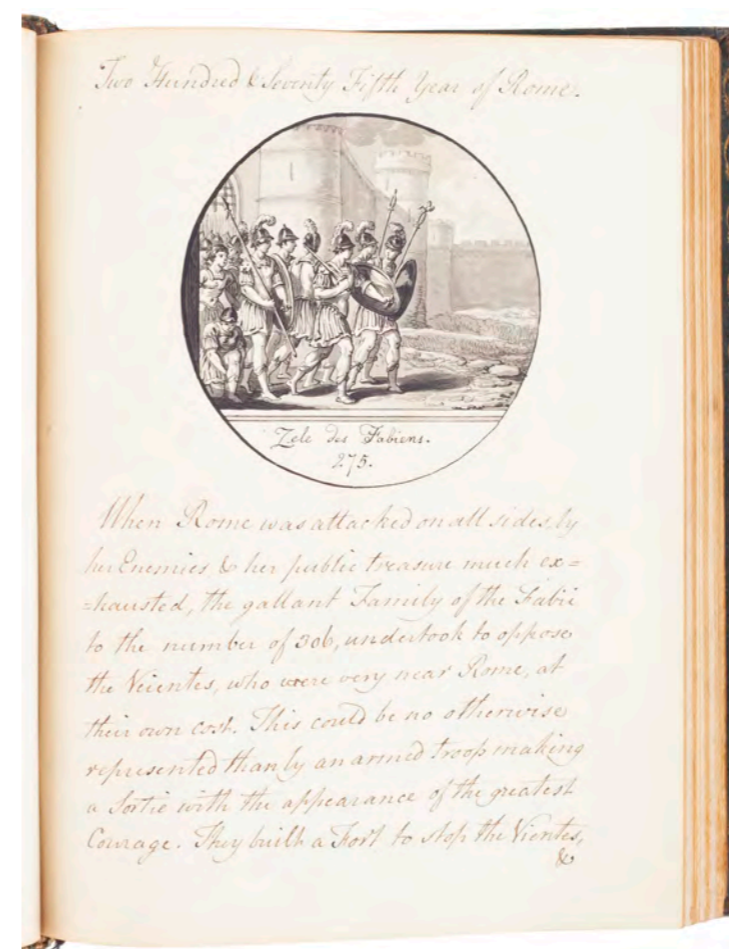 Two Hundred & Seventy Fifth Year of Rome.
Zele des Fabiens.
275.
When Rome was attacked on all sides, by
her Enemies, & her public treasure much ex=
=hausted, the gallant Family of the Fabii
to the number of 306, undertook to oppose
the Veientes, who were very near Rome, at
their own cost. This could be no otherwise
represented than by an armed troop making
a Sortie with the appearance of the greatest
Courage. They built a Fort to stop the Vientes,
&